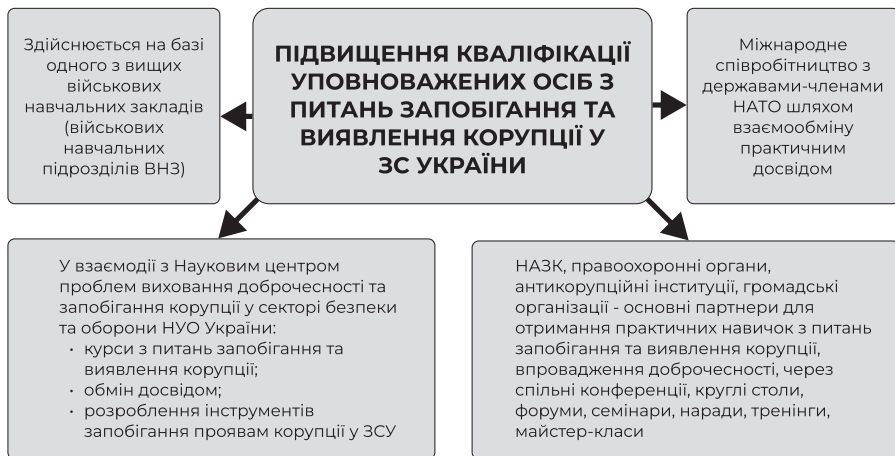 Здійснюється на базі
одного з вищих
військових
навчальних закладів
(військових
навчальних
підрозділів ВНЗ)
ПІДВИЩЕННЯ КВАЛІФІКАЦІЇ
УПОВНОВАЖЕНИХ ОСІБ З
ПИТАНЬ ЗАПОБІГАННЯ ТА
ВИЯВЛЕННЯ КОРУПЦІЇ У
ЗС УКРАЇНИ
Міжнародне
співробітництво з
державами-членами
НАТО шляхом
взаємообміну
практичним
досвідом
У взаємодії з Науковим центром
проблем виховання доброчесності та
запобігання корупції у секторі безпеки
та оборони НУО України:
• курси з питань запобігання та
виявлення корупції;
• обмін досвідом;
• розроблення інструментів
запобігання проявам корупції у ЗСУ
НАЗК, правоохоронні органи,
антикорупційні інституції, громадські
організації - основні партнери для
отримання практичних навичок з питань
запобігання та виявлення корупції,
впровадження доброчесності, через
спільні конференції, круглі столи,
форуми, семінари, наради, тренінги,
майстер-класи